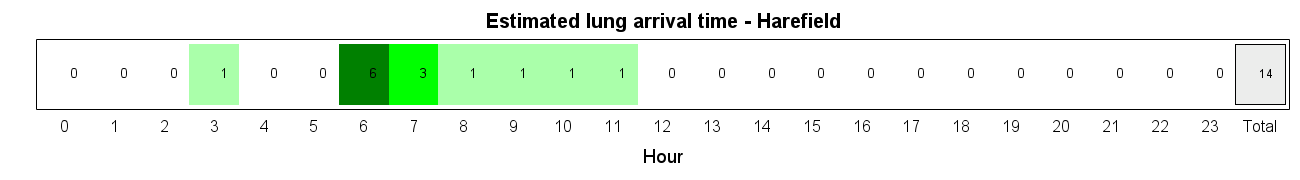 Estimated lung arrival time - Harefield
0 0 0 1 0 0 6 3 1 1 1 1 0 0 0 0 0 0 0 0 0 0 0 0 14
0 1 2 3 4 5 6 7 8 9 10 11 12 13 14 15 16 17 18 19 20 21 22 23 Total
Hour